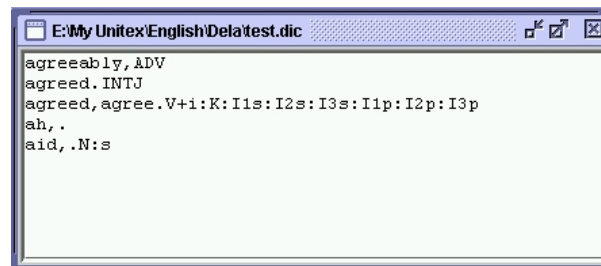 E:\My Unitex\English\Dela\test.dic
agreeably,ADV
agreed.INTJ
agreed,agree.V+i:K:I1s:I2s:I3s:I1p:I2p:I3p
ah,.
aid,.N:s